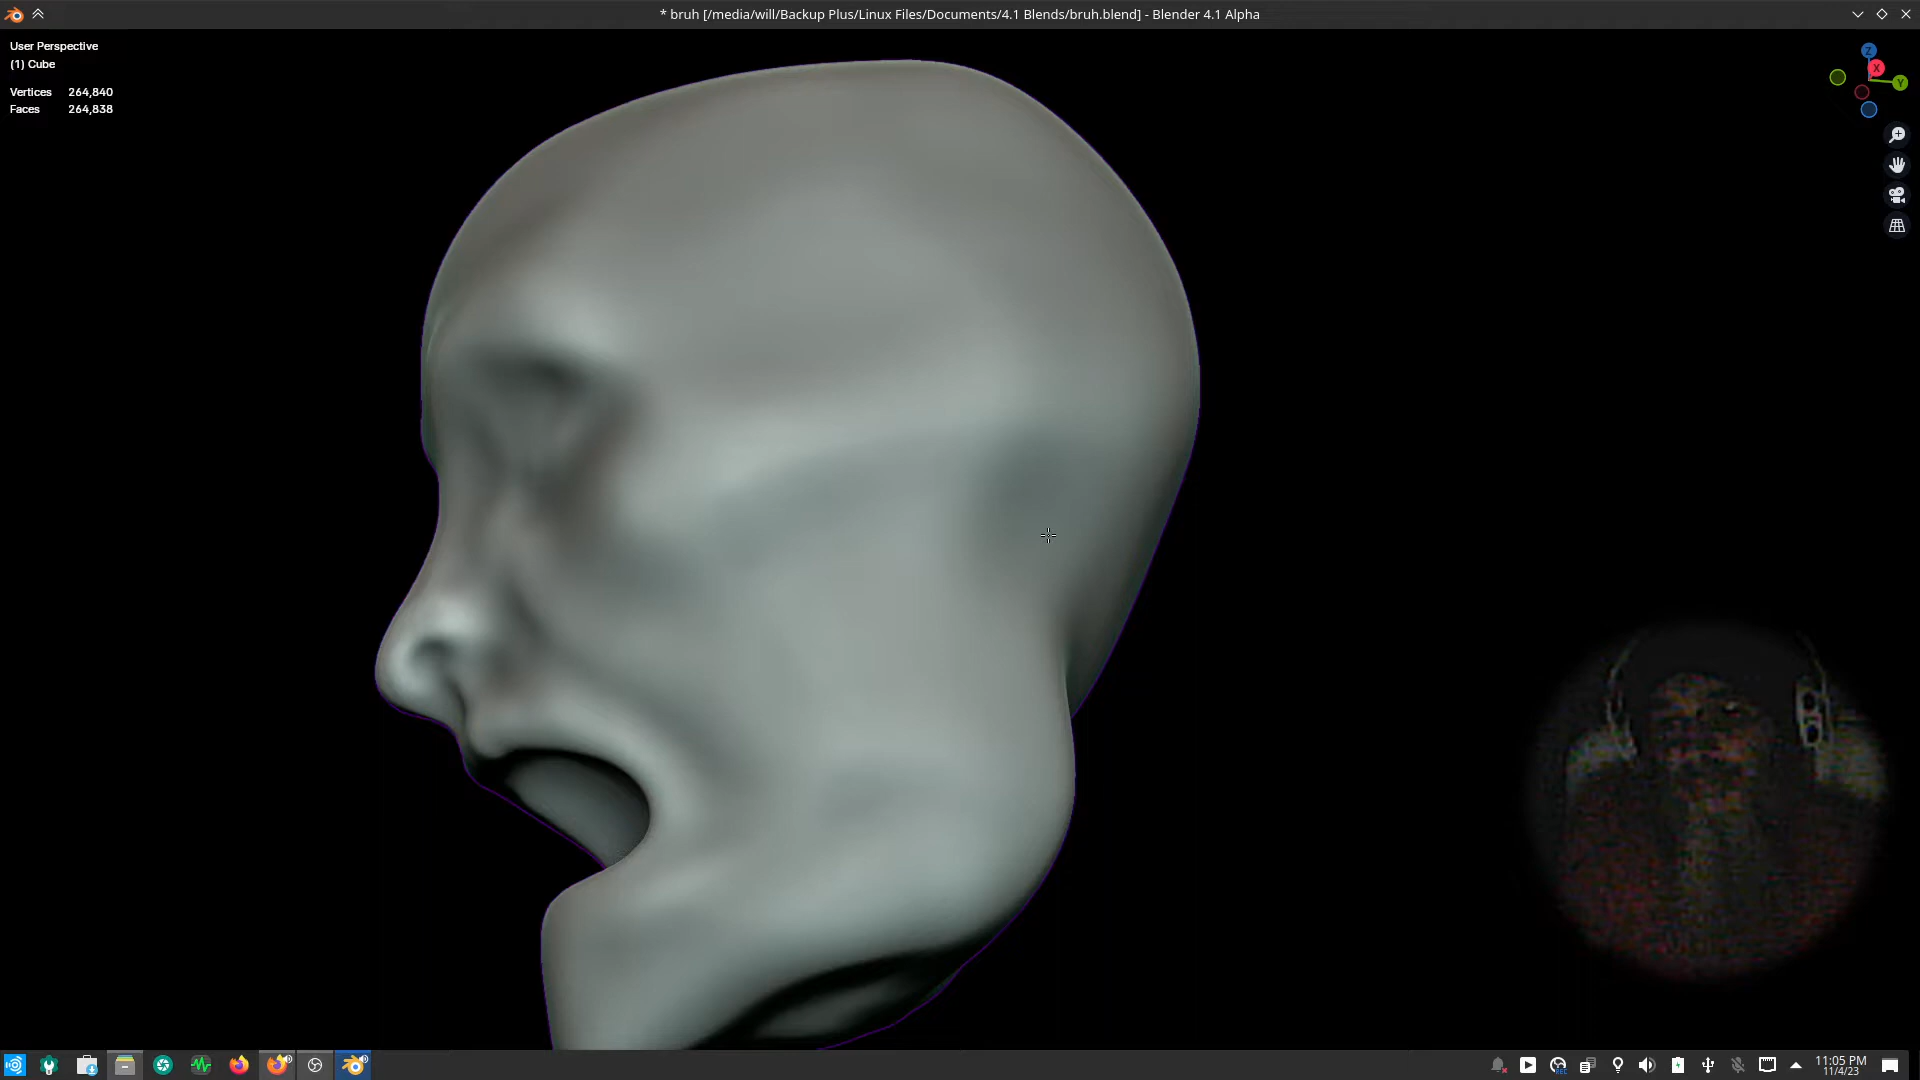 * bruh [/media/will/Backup Plus/Linux Files/Documents/4.1 Blends/bruh.blend] - Blender 4.1 Alpha
User Perspective
(1) Cube
Vertices 264,840
Faces 264,838
Z
X
Y
REC
11:05 PM
11/4/23